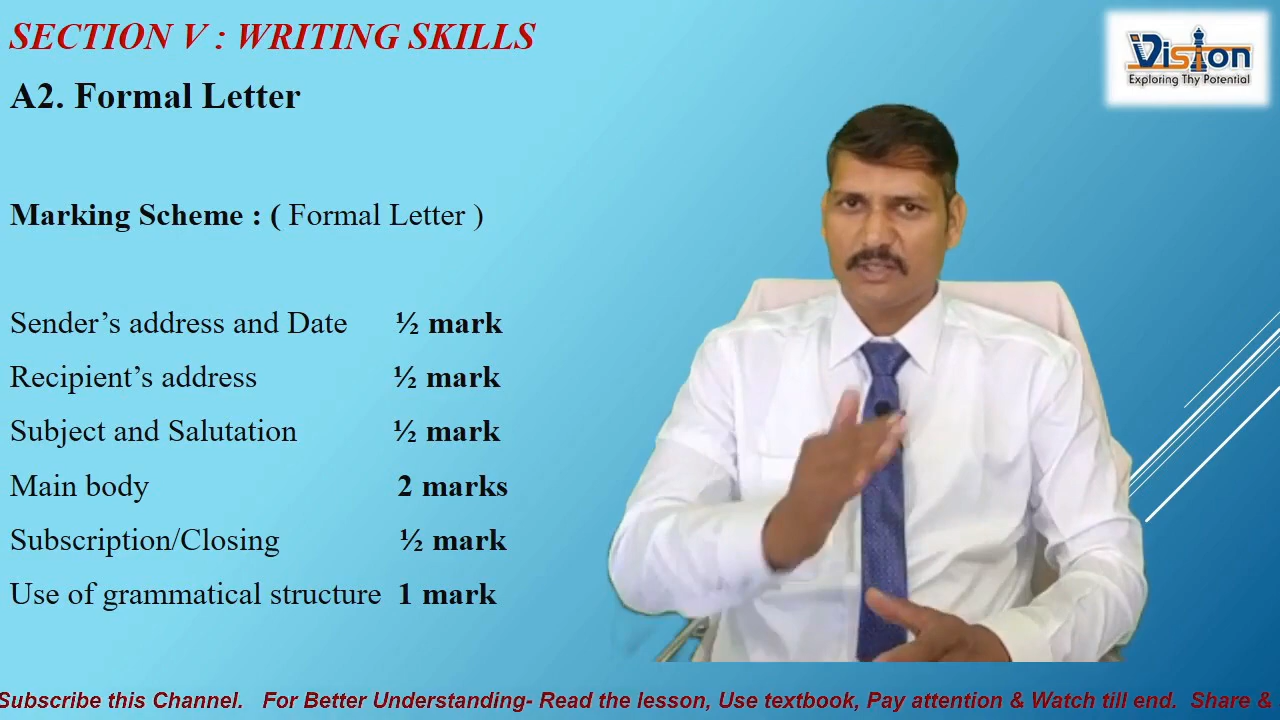 SECTION V : WRITING SKILLS
A2. Formal Letter
Vision
Exploring Thy Potential
Marking Scheme : ( Formal Letter )
Sender’s address and Date ½ mark
Recipient’s address ½ mark
Subject and Salutation ½ mark
Main body 2 marks
Subscription/Closing ½ mark
Use of grammatical structure 1 mark
Subscribe this Channel. For Better Understanding- Read the lesson, Use textbook, Pay attention & Watch till end. Share &